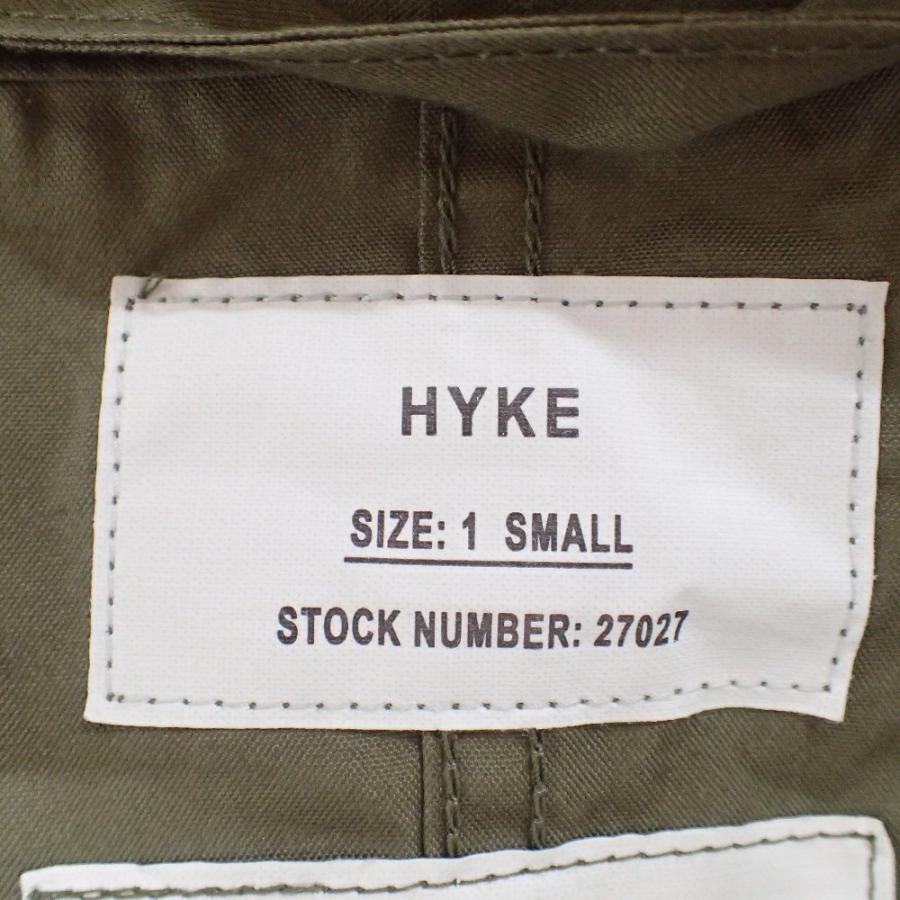 HYKE
SIZE: 1 SMALL
STOCK NUMBER: 27027